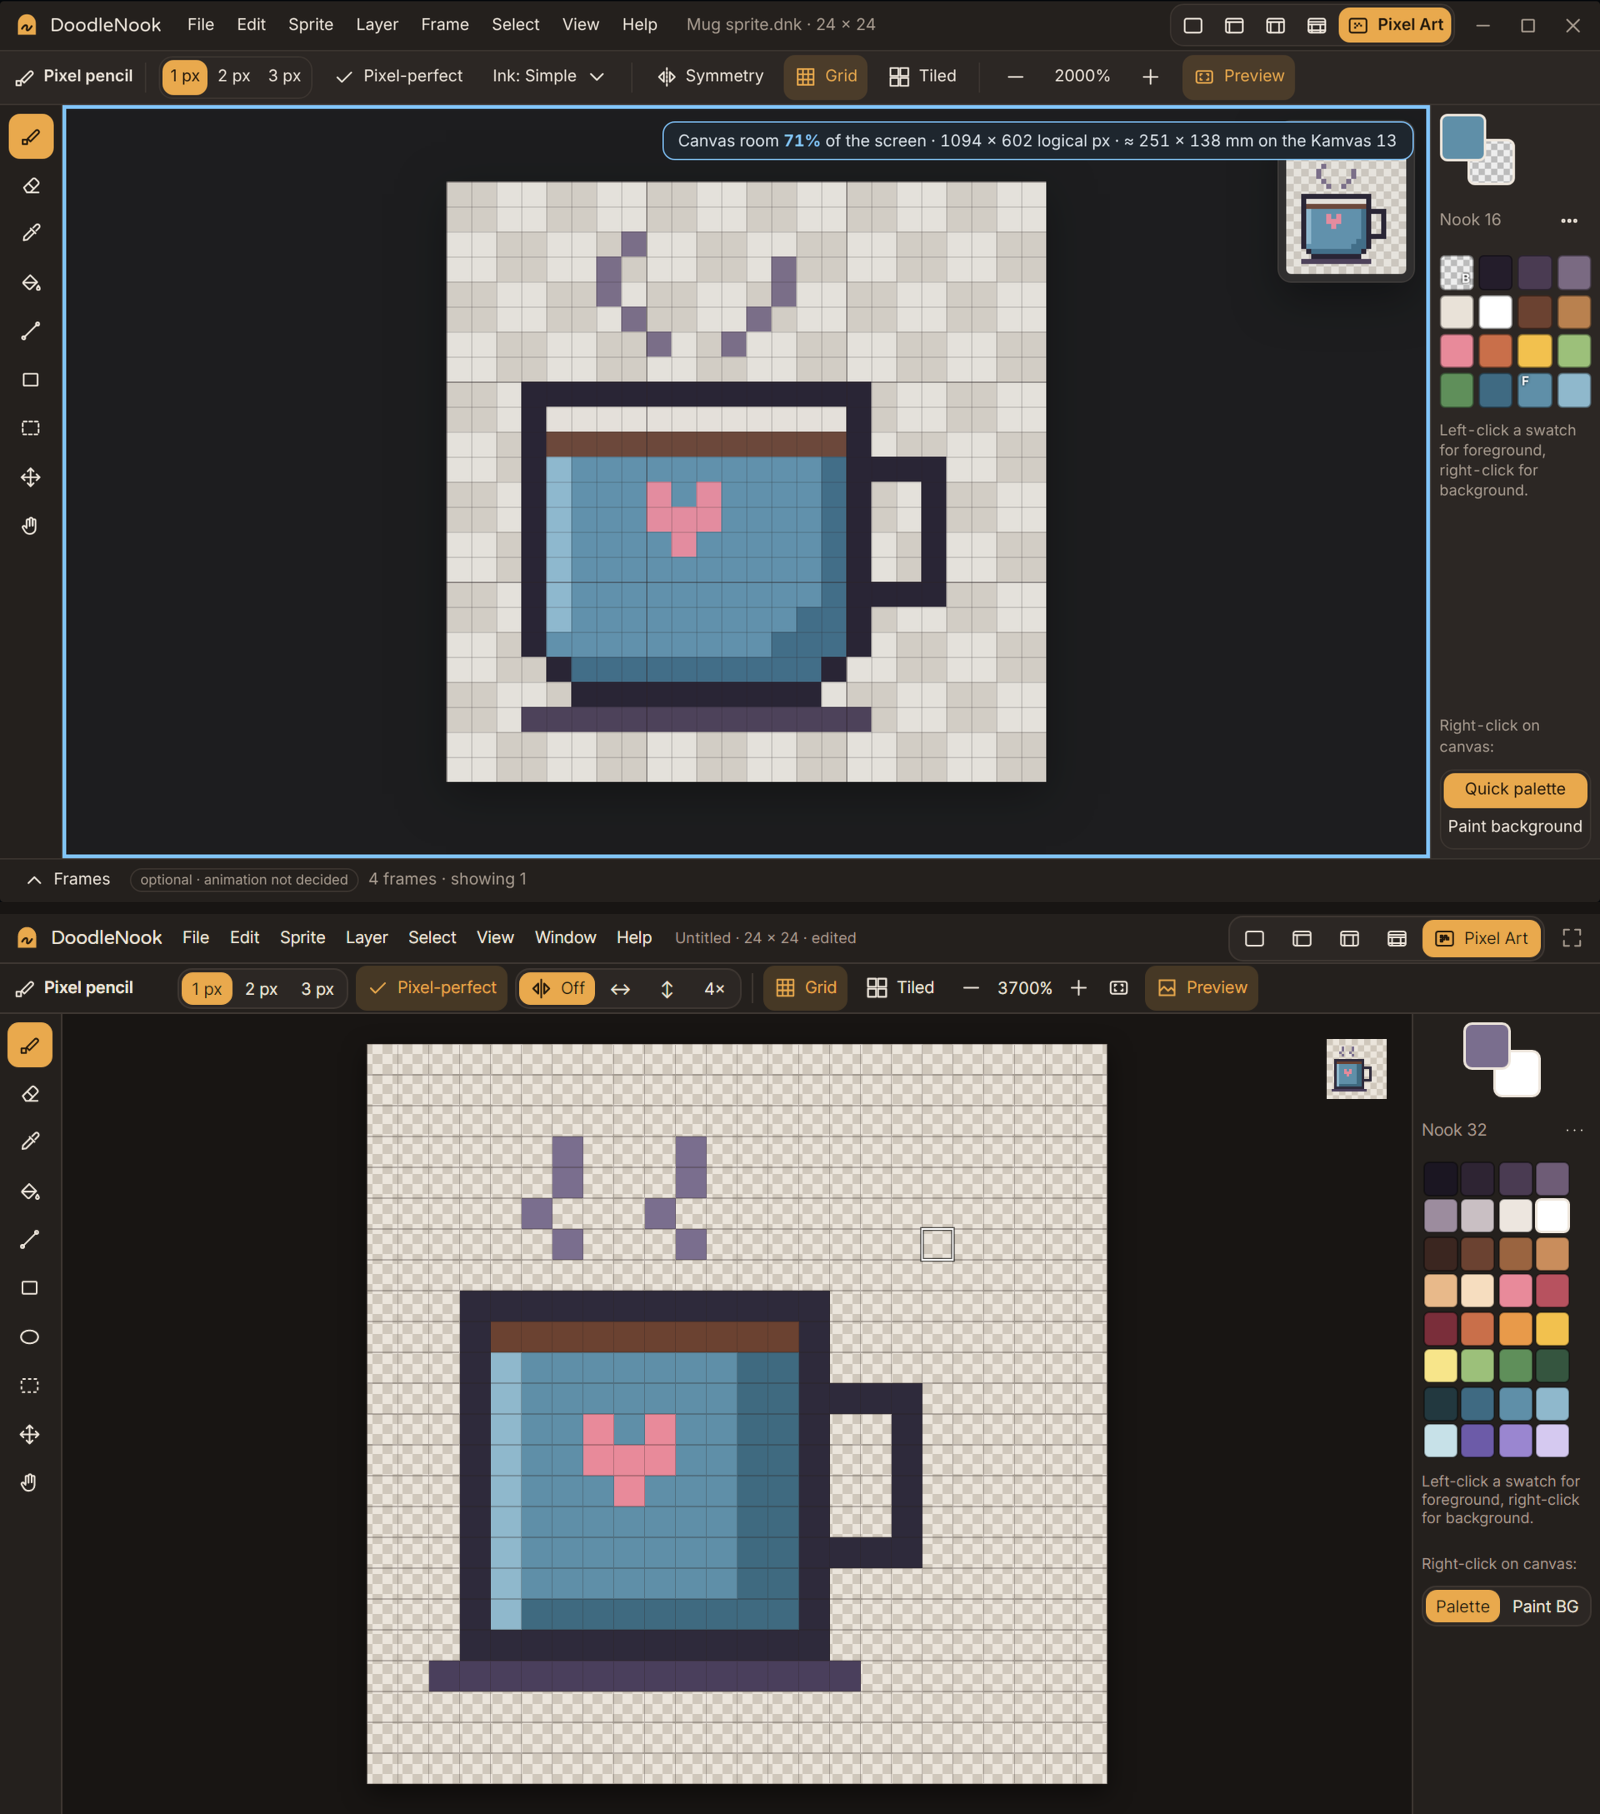 DoodleNook File Edit Sprite Layer Frame Select View Help Mug sprite.dnk · 24 × 24 Pixel Art
Pixel pencil 1 px 2 px 3 px Pixel-perfect Ink: Simple Symmetry Grid Tiled 2000% Preview
Canvas room 71% of the screen · 1094 × 602 logical px · ≈ 251 × 138 mm on the Kamvas 13
Nook 16
B
F
Left-click a swatch
for foreground,
right-click for
background.
Right-click on
canvas:
Quick palette
Paint background
Frames optional · animation not decided 4 frames · showing 1
DoodleNook File Edit Sprite Layer Select View Window Help Untitled · 24 × 24 · edited Pixel Art
Pixel pencil 1 px 2 px 3 px Pixel-perfect Off 4× Grid Tiled 3700% Preview
Nook 32
Left-click a swatch for
foreground, right-click
for background.
Right-click on canvas:
Palette Paint BG